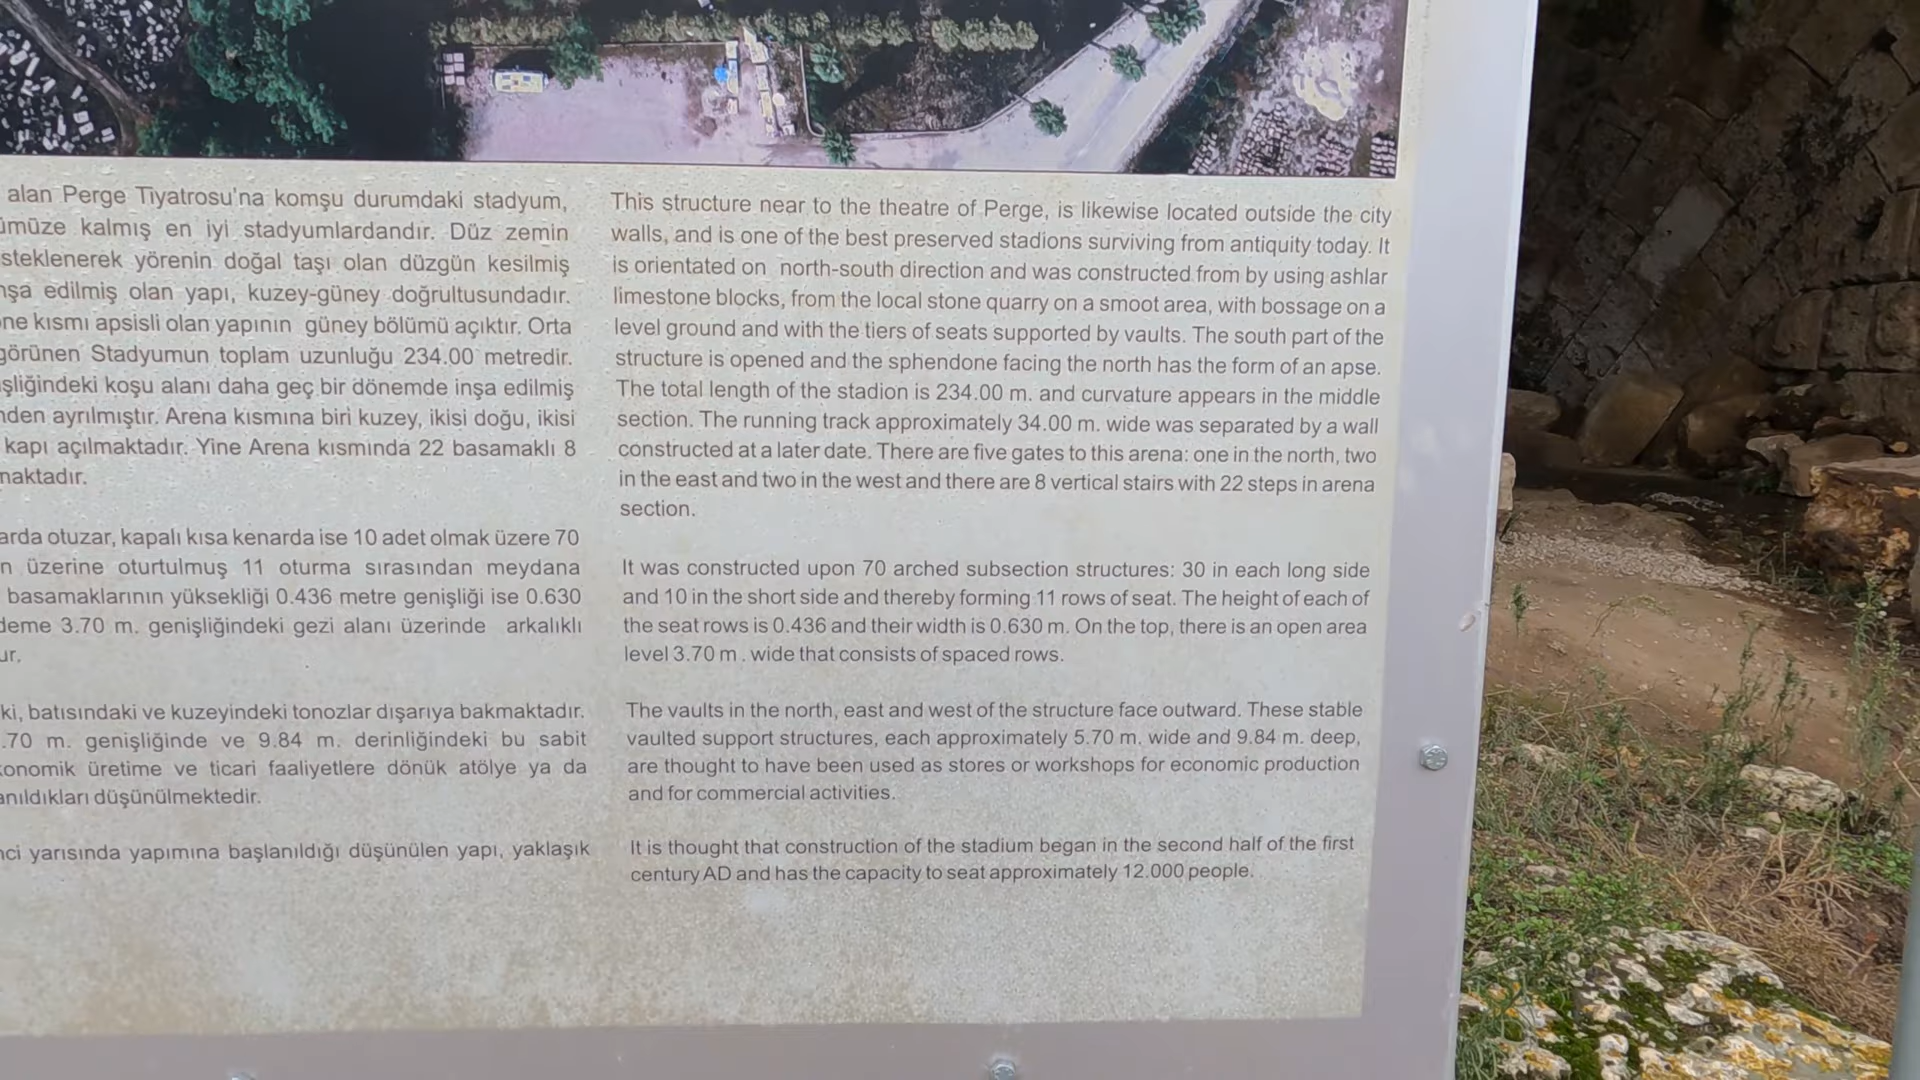 alan Perge Tiyatrosu'na komşu durumdaki stadyum,
kalmış en iyi stadyumlardandır. Düz zemin
yörenin doğal taşı olan düzgün kesilmiş
edilmiş olan yapı, kuzey-güney doğrultusundadır.
kısmı apsisli olan yapının güney bölümü açıktır. Orta
görünen Stadyumun toplam uzunluğu 234.00 metredir.
koşu alanı daha geç bir dönemde inşa edilmiş
ayrılmıştır. Arena kısmına biri kuzey, ikisi doğu, ikisi
kapı açılmaktadır. Yine Arena kısmında 22 basamaklı 8
otuzar, kapalı kısa kenarda ise 10 adet olmak üzere 70
üzerine oturtulmuş 11 oturma sırasından meydana
basamaklarının yüksekliği 0.436 metre genişliği ise 0.630
3.70 m. genişliğindeki gezi alanı üzerinde arkalıklı
batısındaki ve kuzeyindeki tonozlar dışarıya bakmaktadır.
.70 m. genişliğinde ve 9.84 m. derinliğindeki bu sabit
üretime ve ticari faaliyetlere dönük atölye ya da
düşünülmektedir.
yarısında yapımına başlanıldığı düşünülen yapı, yaklaşık
This structure near to the theatre of Perge, is likewise located outside the city
walls, and is one of the best preserved stadions surviving from antiquity today. It
is orientated on north-south direction and was constructed from by using ashlar
limestone blocks, from the local stone quarry on a smoot area, with bossage on a
level ground and with the tiers of seats supported by vaults. The south part of the
structure is opened and the sphendone facing the north has the form of an apse.
The total length of the stadion is 234.00 m. and curvature appears in the middle
section. The running track approximately 34.00 m. wide was separated by a wall
constructed at a later date. There are five gates to this arena: one in the north, two
in the east and two in the west and there are 8 vertical stairs with 22 steps in arena
section.
It was constructed upon 70 arched subsection structures: 30 in each long side
and 10 in the short side and thereby forming 11 rows of seat. The height of each of
the seat rows is 0.436 and their width is 0.630 m. On the top, there is an open area
level 3.70 m . wide that consists of spaced rows.
The vaults in the north, east and west of the structure face outward. These stable
vaulted support structures, each approximately 5.70 m. wide and 9.84 m. deep,
are thought to have been used as stores or workshops for economic production
and for commercial activities.
It is thought that construction of the stadium began in the second half of the first
century AD and has the capacity to seat approximately 12.000 people.